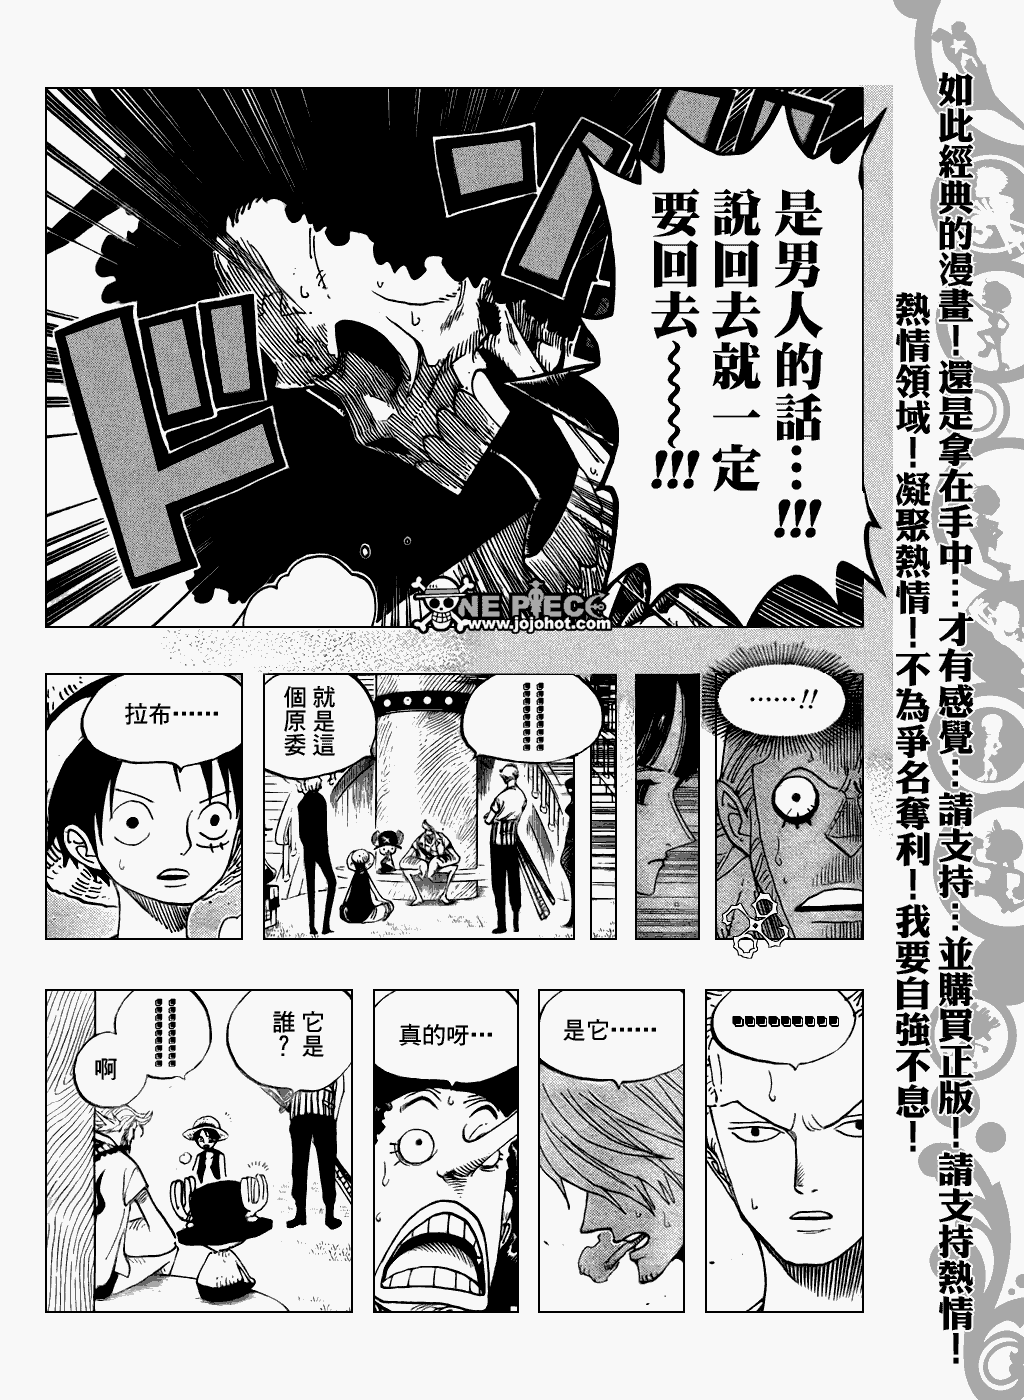 如此經典的漫畫！還是拿在手中…才有感覺…請支持…並購買正版！請支持熱情！
熱情領域！凝聚熱情！不為爭名奪利！我要自強不息！
是男人的話…!!!
說回去就一定
要回去～～～!!!
ド
ONE PIECE
www.jojohot.com
……!!
就是這
個原委
拉布……
是它……
真的呀…
它是
誰？
啊